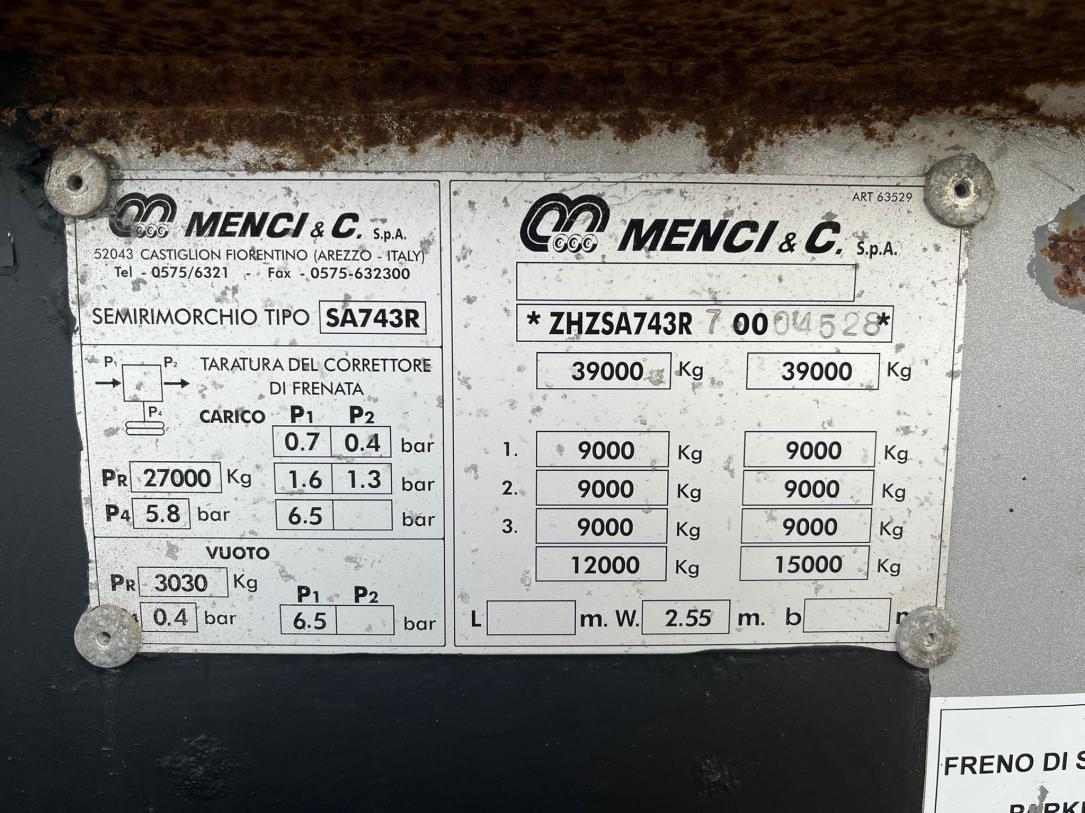 MENCI & C. S.p.A.
52043 CASTIGLION FIORENTINO (AREZZO - ITALY)
Tel - 0575/6321 - Fax - 0575-632300
SEMIRIMORCHIO TIPO SA743R
P1 P2
P4
TARATURA DEL CORRETTORE
DI FRENATA
CARICO P1 P2
0.7 0.4 bar
PR 27000 Kg 1.6 1.3 bar
P4 5.8 bar 6.5 bar
VUOTO
PR 3030 Kg P1 P2
0.4 bar 6.5 bar
ART 63529
MENCI & C. S.p.A.
* ZHZSA743R 7 00 04528 *
39000 Kg 39000 Kg
1. 9000 Kg 9000 Kg
2. 9000 Kg 9000 Kg
3. 9000 Kg 9000 Kg
12000 Kg 15000 Kg
L m. W. 2.55 m. b
FRENO DI